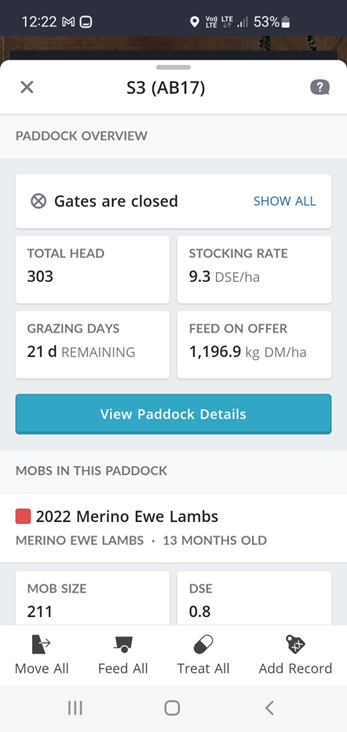 12:22
Vo) LTE
LTE
53%
S3 (AB17)
?
PADDOCK OVERVIEW
Gates are closed
SHOW ALL
TOTAL HEAD
303
STOCKING RATE
9.3 DSE/ha
GRAZING DAYS
21 d REMAINING
FEED ON OFFER
1,196.9 kg DM/ha
View Paddock Details
MOBS IN THIS PADDOCK
2022 Merino Ewe Lambs
MERINO EWE LAMBS · 13 MONTHS OLD
MOB SIZE
211
DSE
0.8
Move All
Feed All
Treat All
Add Record